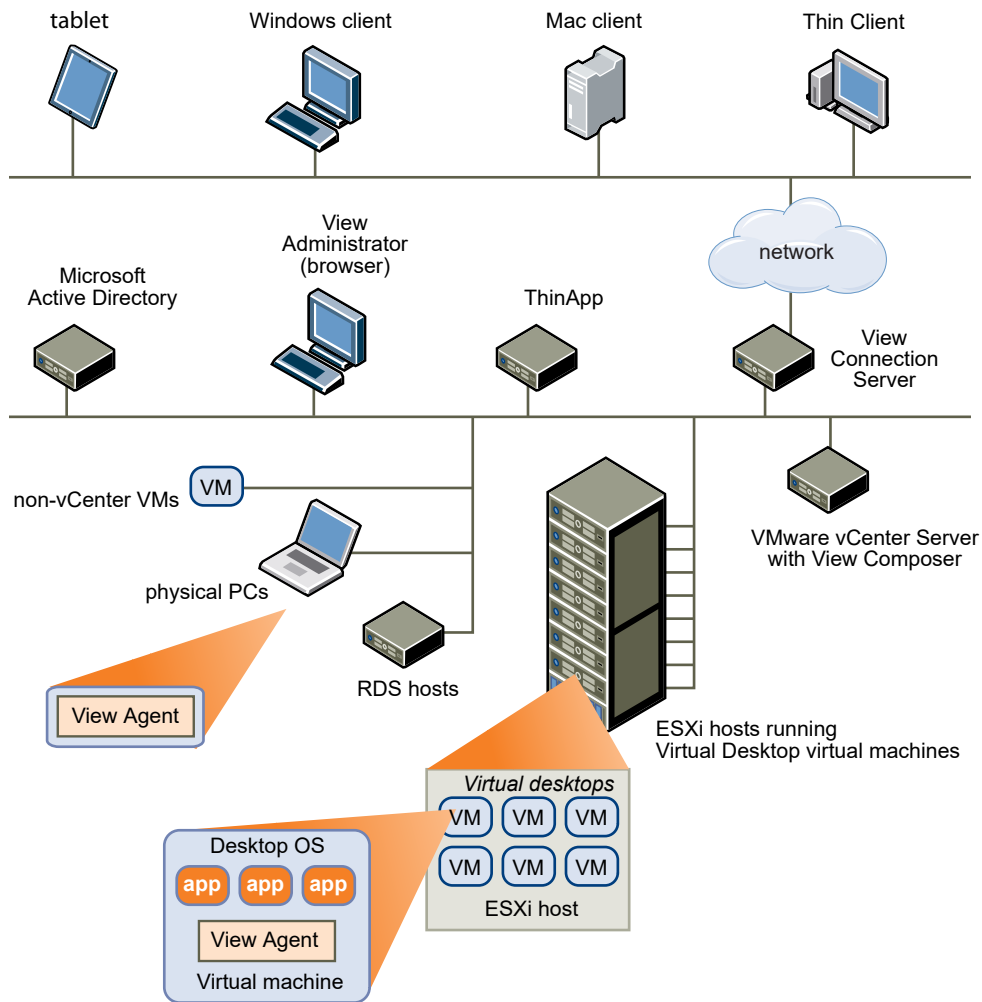 tablet
Windows client
Mac client
Thin Client
network
View
Administrator
(browser)
Microsoft
Active Directory
ThinApp
View
Connection
Server
non-vCenter VMs
VM
physical PCs
VMware vCenter Server
with View Composer
RDS hosts
View Agent
ESXi hosts running
Virtual Desktop virtual machines
Virtual desktops
VM
VM
VM
VM
VM
VM
ESXi host
Desktop OS
app
app
app
View Agent
Virtual machine